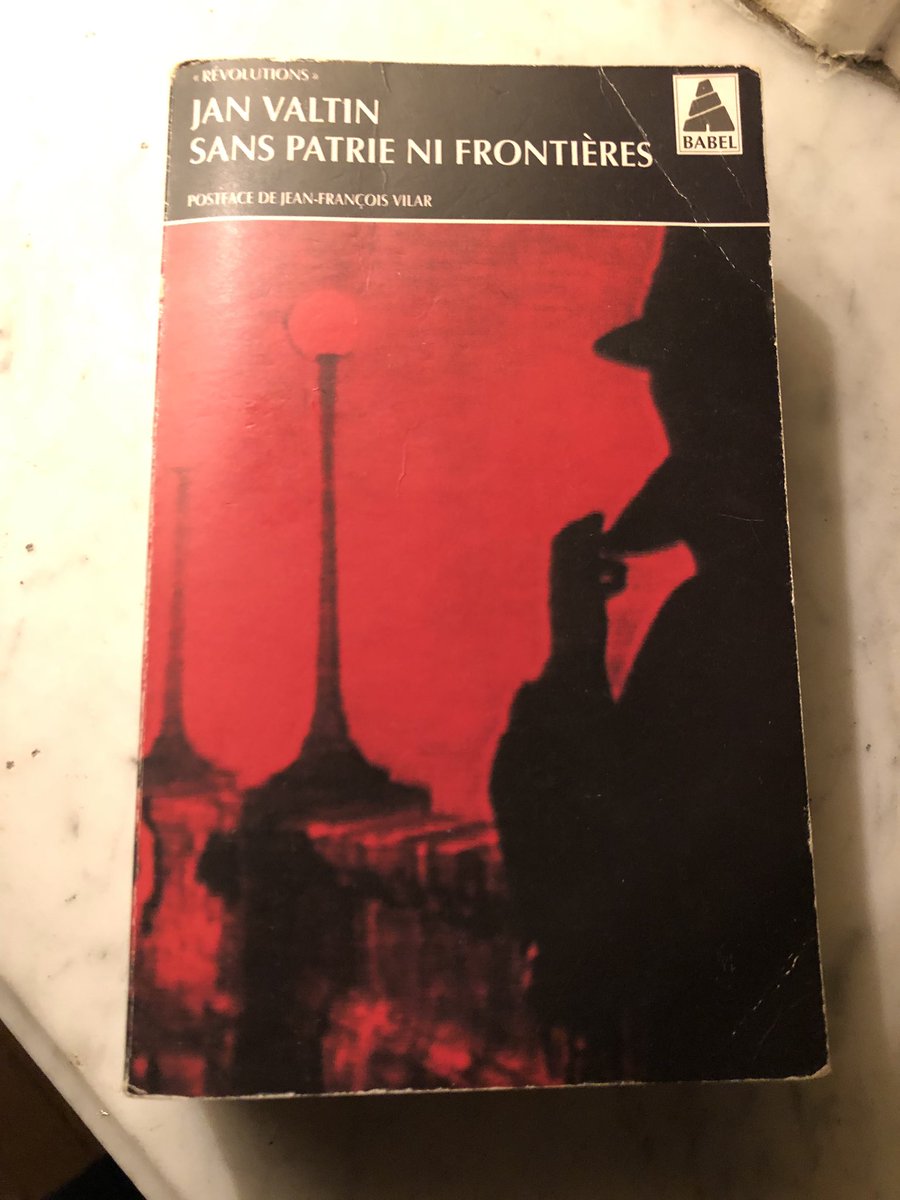 « RÉVOLUTIONS »
JAN VALTIN
SANS PATRIE NI FRONTIÈRES
BABEL
POSTFACE DE JEAN-FRANÇOIS VILAR